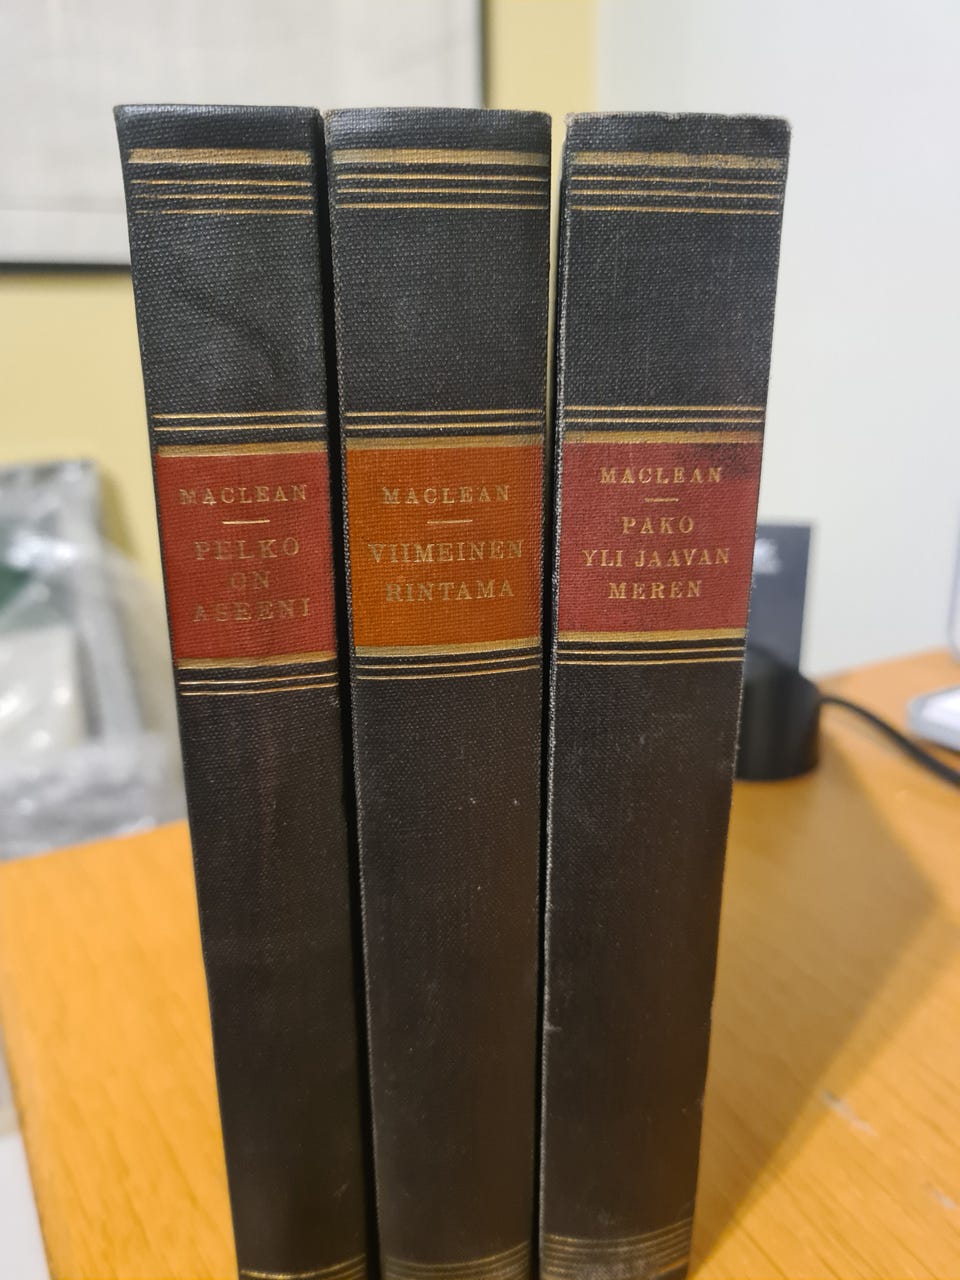 MACLEAN
PELKO
ON
ASEENI
MACLEAN
VIIMEINEN
RINTAMA
MACLEAN
PAKO
YLI JAAVAN
MEREN